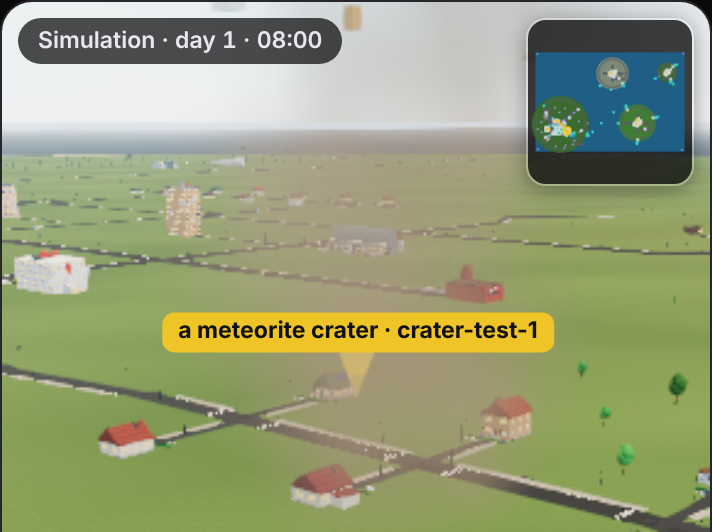 Simulation · day 1 · 08:00
a meteorite crater · crater-test-1